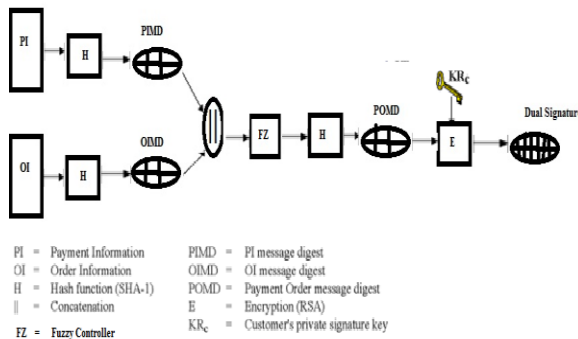 PI
H
PIMD
KRc
POMD
Dual Signature
||
FZ
H
E
OI
H
OIMD
PI = Payment Information
OI = Order Information
H = Hash function (SHA-1)
|| = Concatenation
FZ = Fuzzy Controller
PIMD = PI message digest
OIMD = OI message digest
POMD = Payment Order message digest
E = Encryption (RSA)
KRc = Customer's private signature key